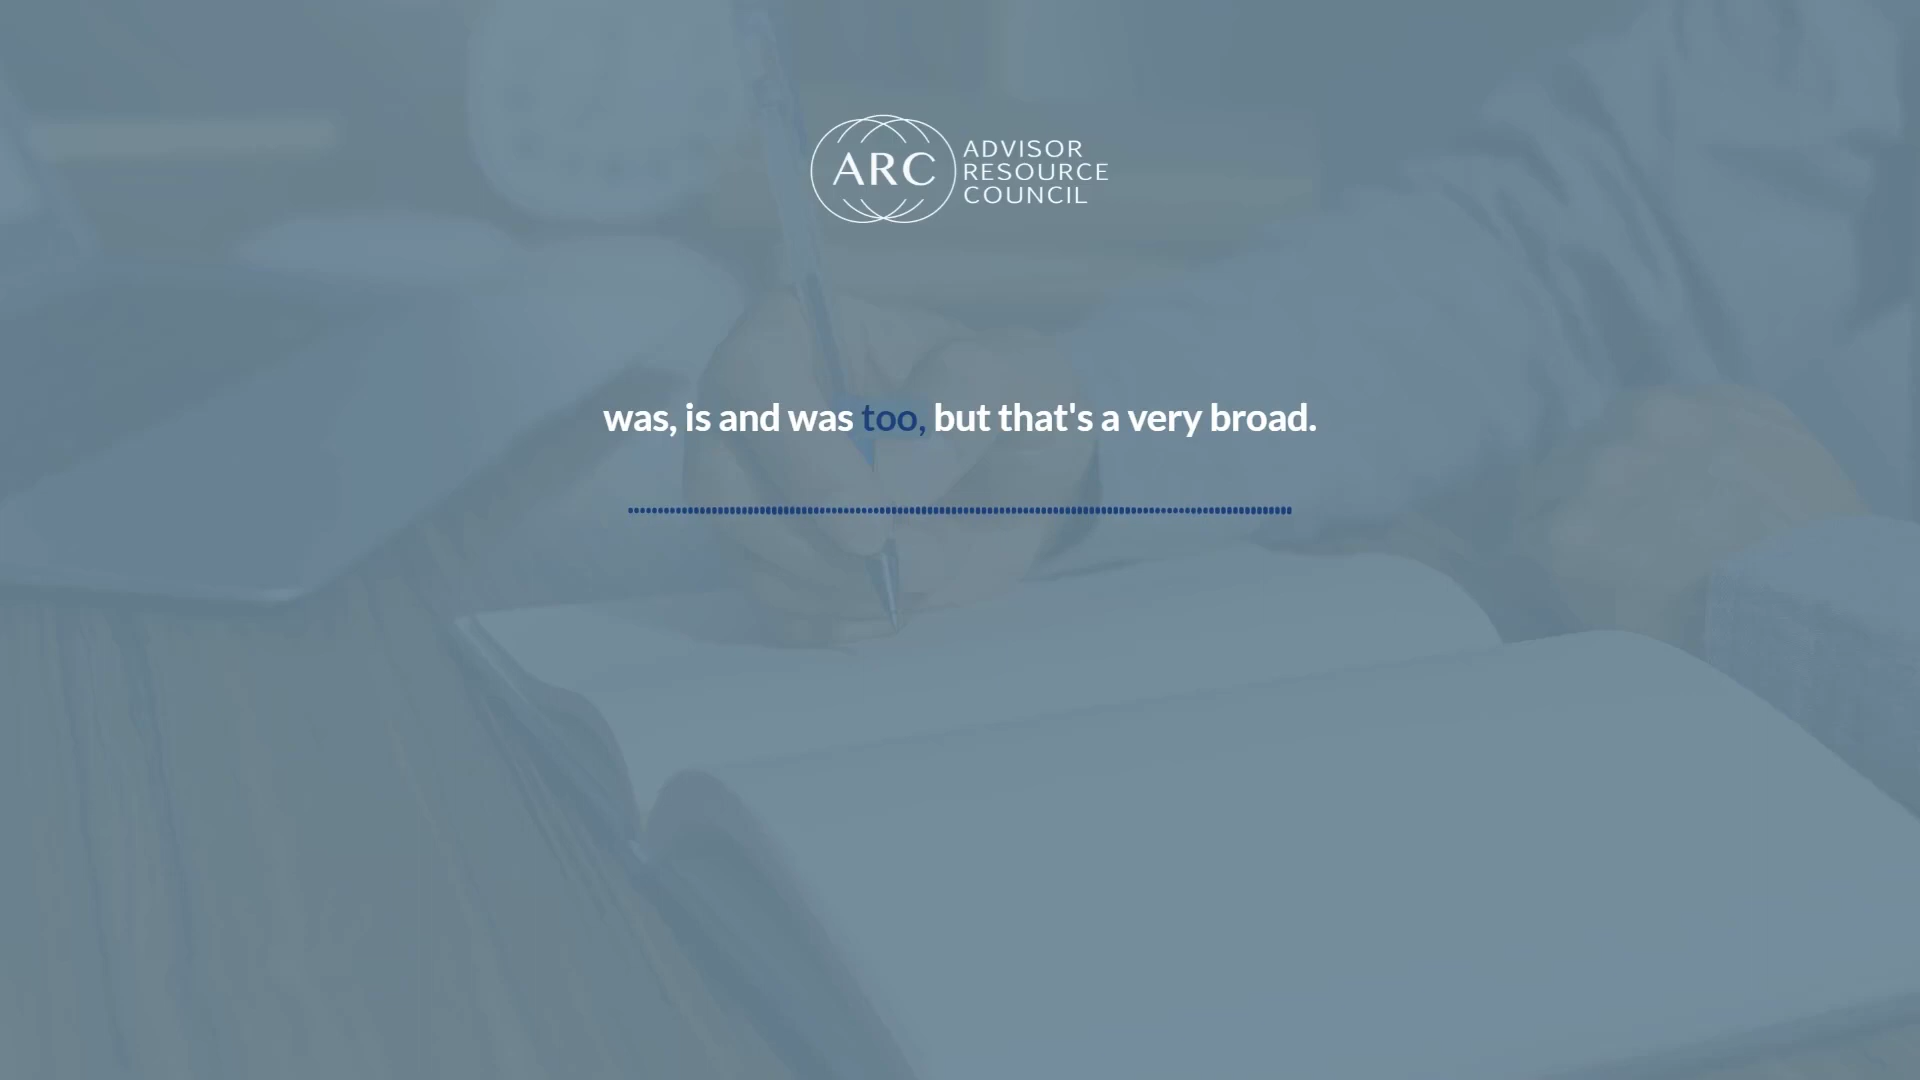 ARC
ADVISOR
RESOURCE
COUNCIL
was, is and was too, but that's a very broad.